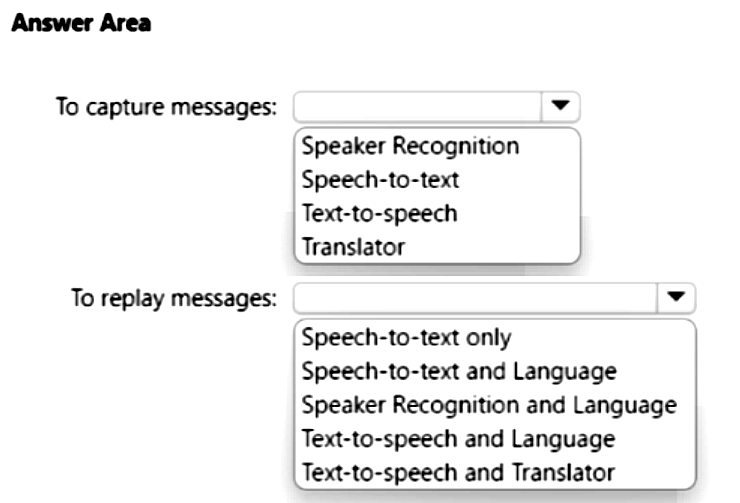 Answer Area
To capture messages:
Speaker Recognition
Speech-to-text
Text-to-speech
Translator
To replay messages:
Speech-to-text only
Speech-to-text and Language
Speaker Recognition and Language
Text-to-speech and Language
Text-to-speech and Translator